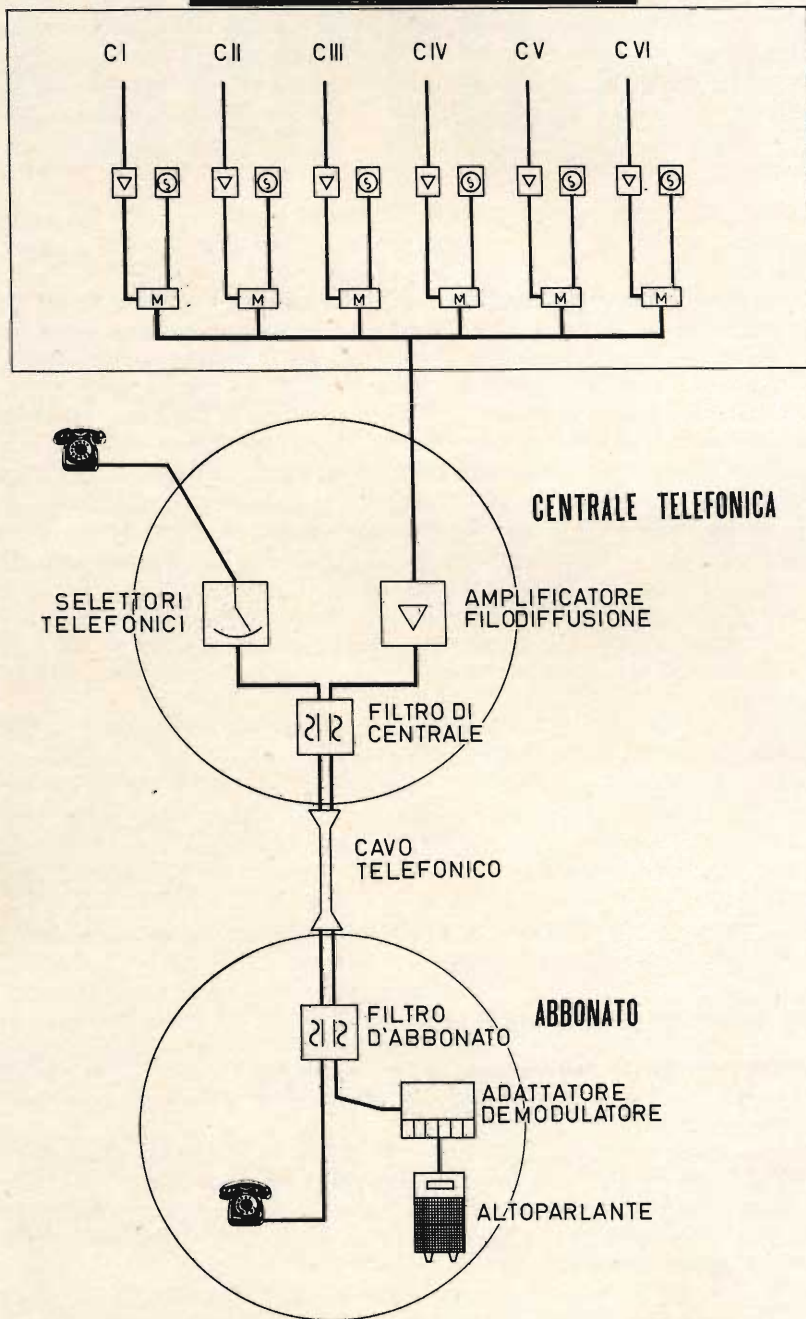 C I C II C III C IV C V C VI
M M M M M M
CENTRALE TELEFONICA
SELETTORI
TELEFONICI
AMPLIFICATORE
FILODIFFUSIONE
FILTRO DI
CENTRALE
CAVO
TELEFONICO
FILTRO
D'ABBONATO
ABBONATO
ADATTATORE
DEMODULATORE
ALTOPARLANTE